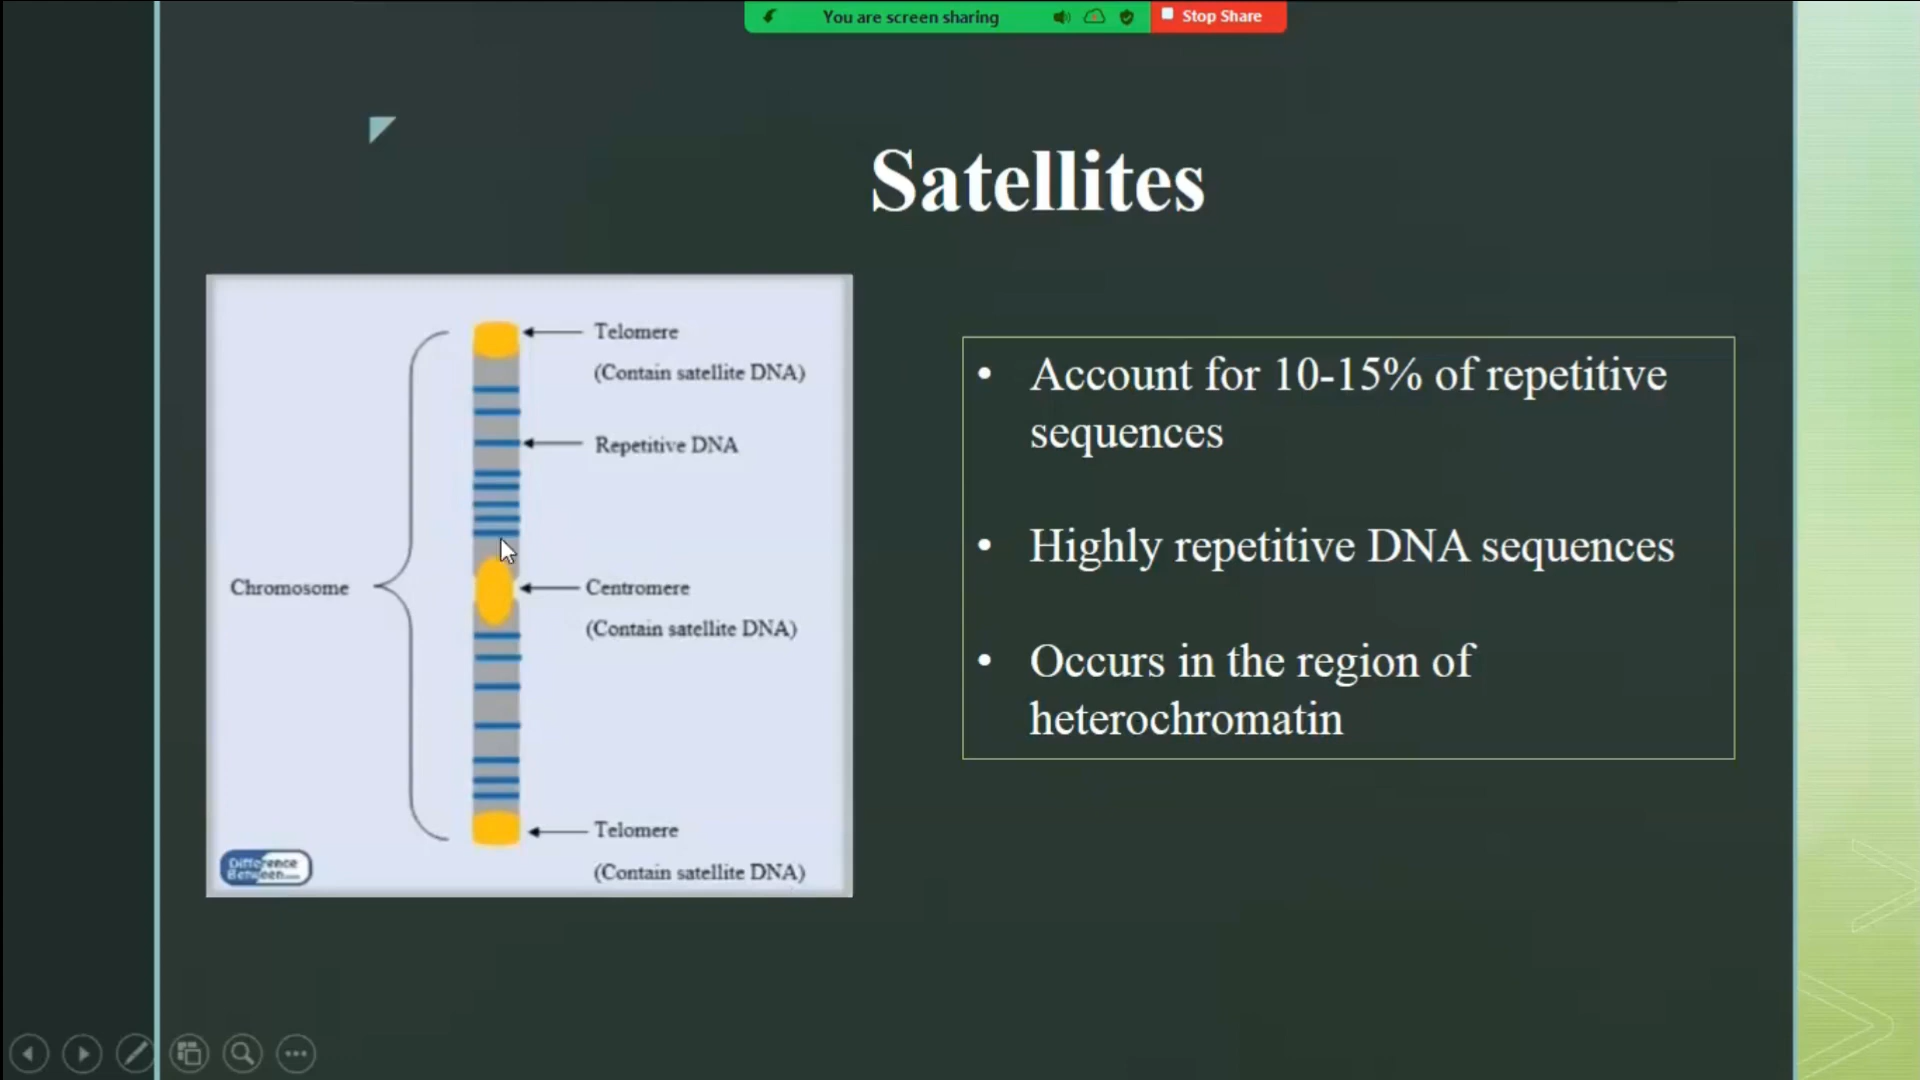 You are screen sharing
Stop Share
Satellites
Telomere
(Contain satellite DNA)
Repetitive DNA
Chromosome
Centromere
(Contain satellite DNA)
Telomere
(Contain satellite DNA)
Difference
Between
• Account for 10-15% of repetitive
sequences
• Highly repetitive DNA sequences
• Occurs in the region of
heterochromatin